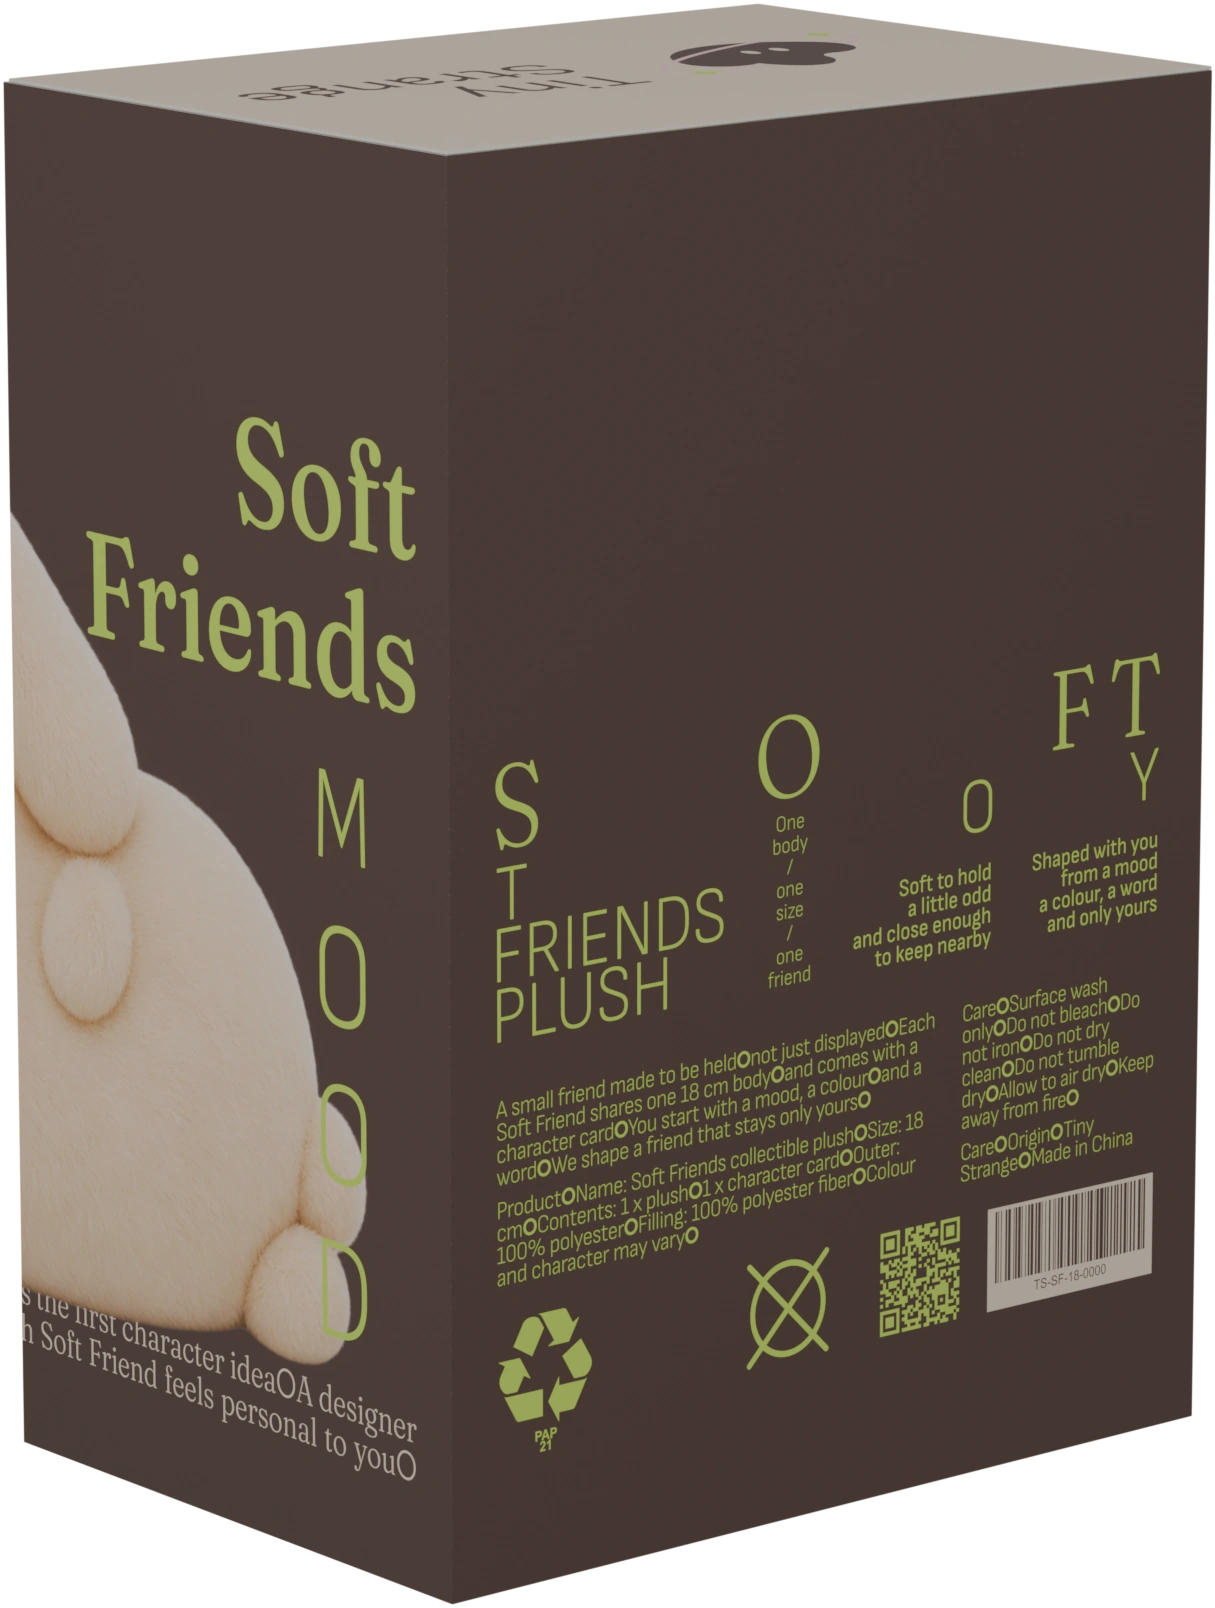 Tiny
Strange
Soft
Friends
M
O
O
D
the first character ideaOA designer
Soft Friend feels personal to youO
S
O
FT
T
O
Y
FRIENDS
PLUSH
One
body
/
one
size
/
one
friend
Soft to hold
a little odd
and close enough
to keep nearby
Shaped with you
from a mood
a colour, a word
and only yours
A small friend made to be heldOnot just displayedOEach
Soft Friend shares one 18 cm bodyOand comes with a
character cardOYou start with a mood, a colourOand a
wordOWe shape a friend that stays only yoursO
ProductOName: Soft Friends collectible plushOSize: 18
cmOContents: 1 x plushO1 x character cardOOuter:
100% polyesterOFilling: 100% polyester fiberOColour
and character may varyO
CareOSurface wash
onlyODo not bleachODo
not ironODo not dry
cleanODo not tumble
dryOAllow to air dryOKeep
away from fireO
CareOOriginOTiny
StrangeOMade in China
TS-SF-18-0000
PAP
21